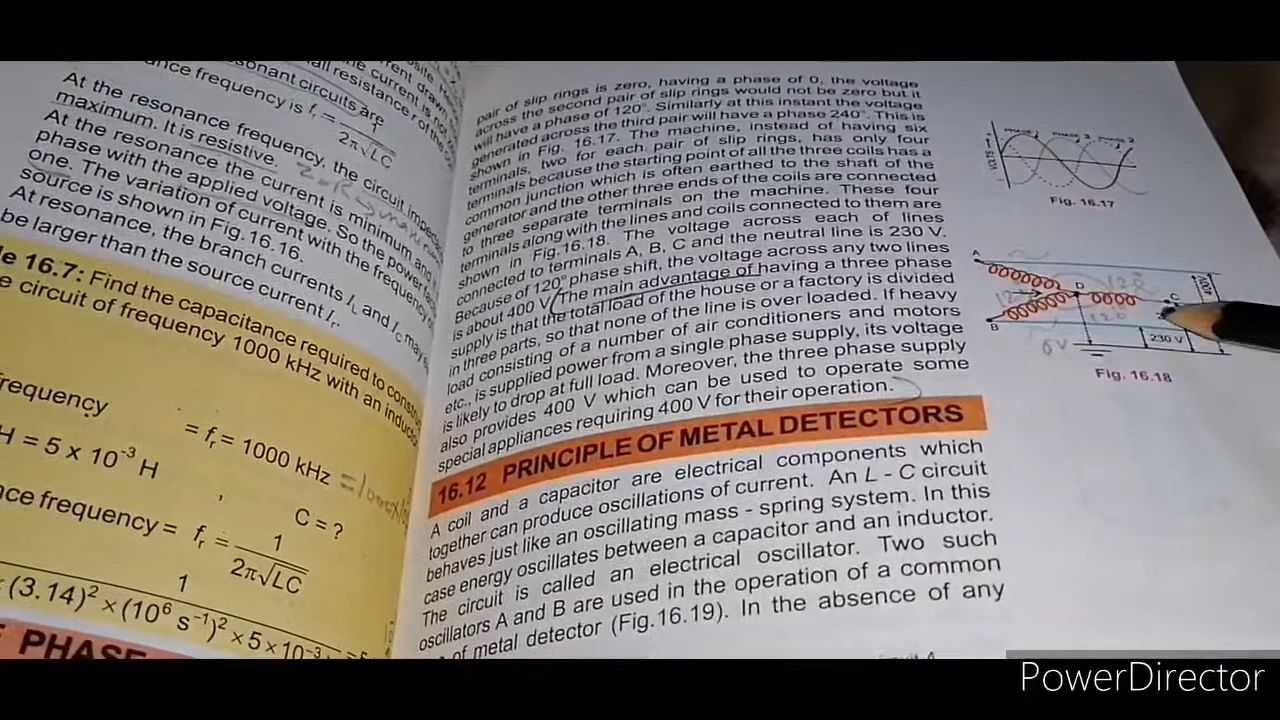 resonant circuits are
nce frequency is fr = 1 / 2π√LC
At the resonance frequency, the circuit
maximum. It is resistive. Z = R
At the resonance the current is minimum and
phase with the applied voltage. So the power
one. The variation of current with the frequency
source is shown in Fig.16.16.
At resonance, the branch currents IL and IC may
be larger than the source current Ir.
le 16.7: Find the capacitance required to
e circuit of frequency 1000 kHz with an
requency = fr = 1000 kHz
H = 5 x 10⁻³ H , C = ?
nce frequency = fr = 1 / 2π√LC
1
(3.14)² × (10⁶ s⁻¹)² × 5 × 10⁻³
PHASE
pair of slip rings is zero, having a phase of 0, the voltage
across the second pair of slip rings would not be zero but it
will have a phase of 120°. Similarly at this instant the voltage
generated across the third pair will have a phase 240°. This is
shown in Fig. 16.17. The machine, instead of having six
terminals, two for each pair of slip rings, has only four
terminals because the starting point of all the three coils has a
common junction which is often earthed to the shaft of the
generator and the other three ends of the coils are connected
to three separate terminals on the machine. These four
terminals along with the lines and coils connected to them are
shown in Fig.16.18. The voltage across each of lines
connected to terminals A, B, C and the neutral line is 230 V.
Because of 120° phase shift, the voltage across any two lines
is about 400 V. The main advantage of having a three phase
supply is that the total load of the house or a factory is divided
in three parts, so that none of the line is over loaded. If heavy
load consisting of a number of air conditioners and motors
etc., is supplied power from a single phase supply, its voltage
is likely to drop at full load. Moreover, the three phase supply
also provides 400 V which can be used to operate some
special appliances requiring 400 V for their operation.
16.12 PRINCIPLE OF METAL DETECTORS
A coil and a capacitor are electrical components which
together can produce oscillations of current. An L - C circuit
behaves just like an oscillating mass - spring system. In this
case energy oscillates between a capacitor and an inductor.
The circuit is called an electrical oscillator. Two such
oscillators A and B are used in the operation of a common
of metal detector (Fig.16.19). In the absence of any
VOLTS
Fig. 16.17
A
D
C
B
400V
230 V
0V
Fig. 16.18
PowerDirector